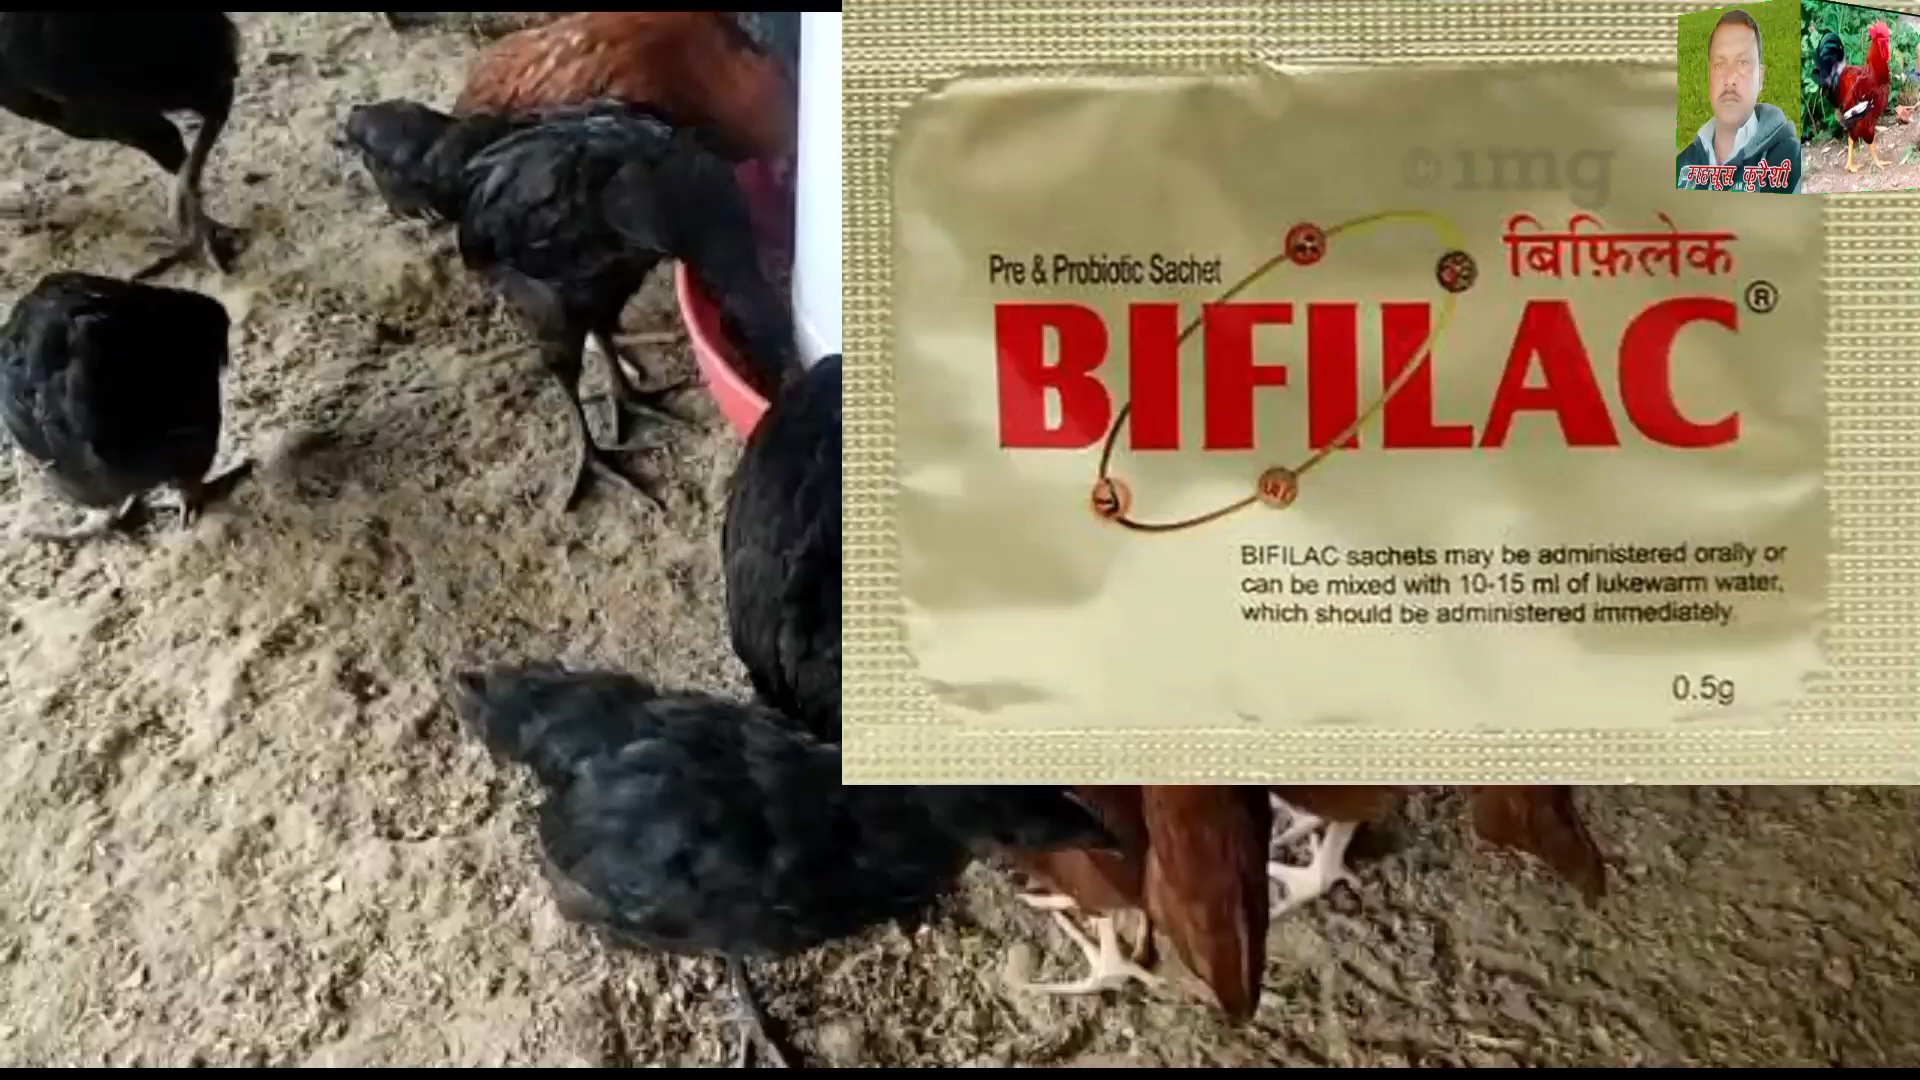 1mg
माहसूस कुरैशी
Pre & Probiotic Sachet
बिफ़िलेक
BIFILAC®
BIFILAC sachets may be administered orally or
can be mixed with 10-15 ml of lukewarm water,
which should be administered immediately.
0.5g